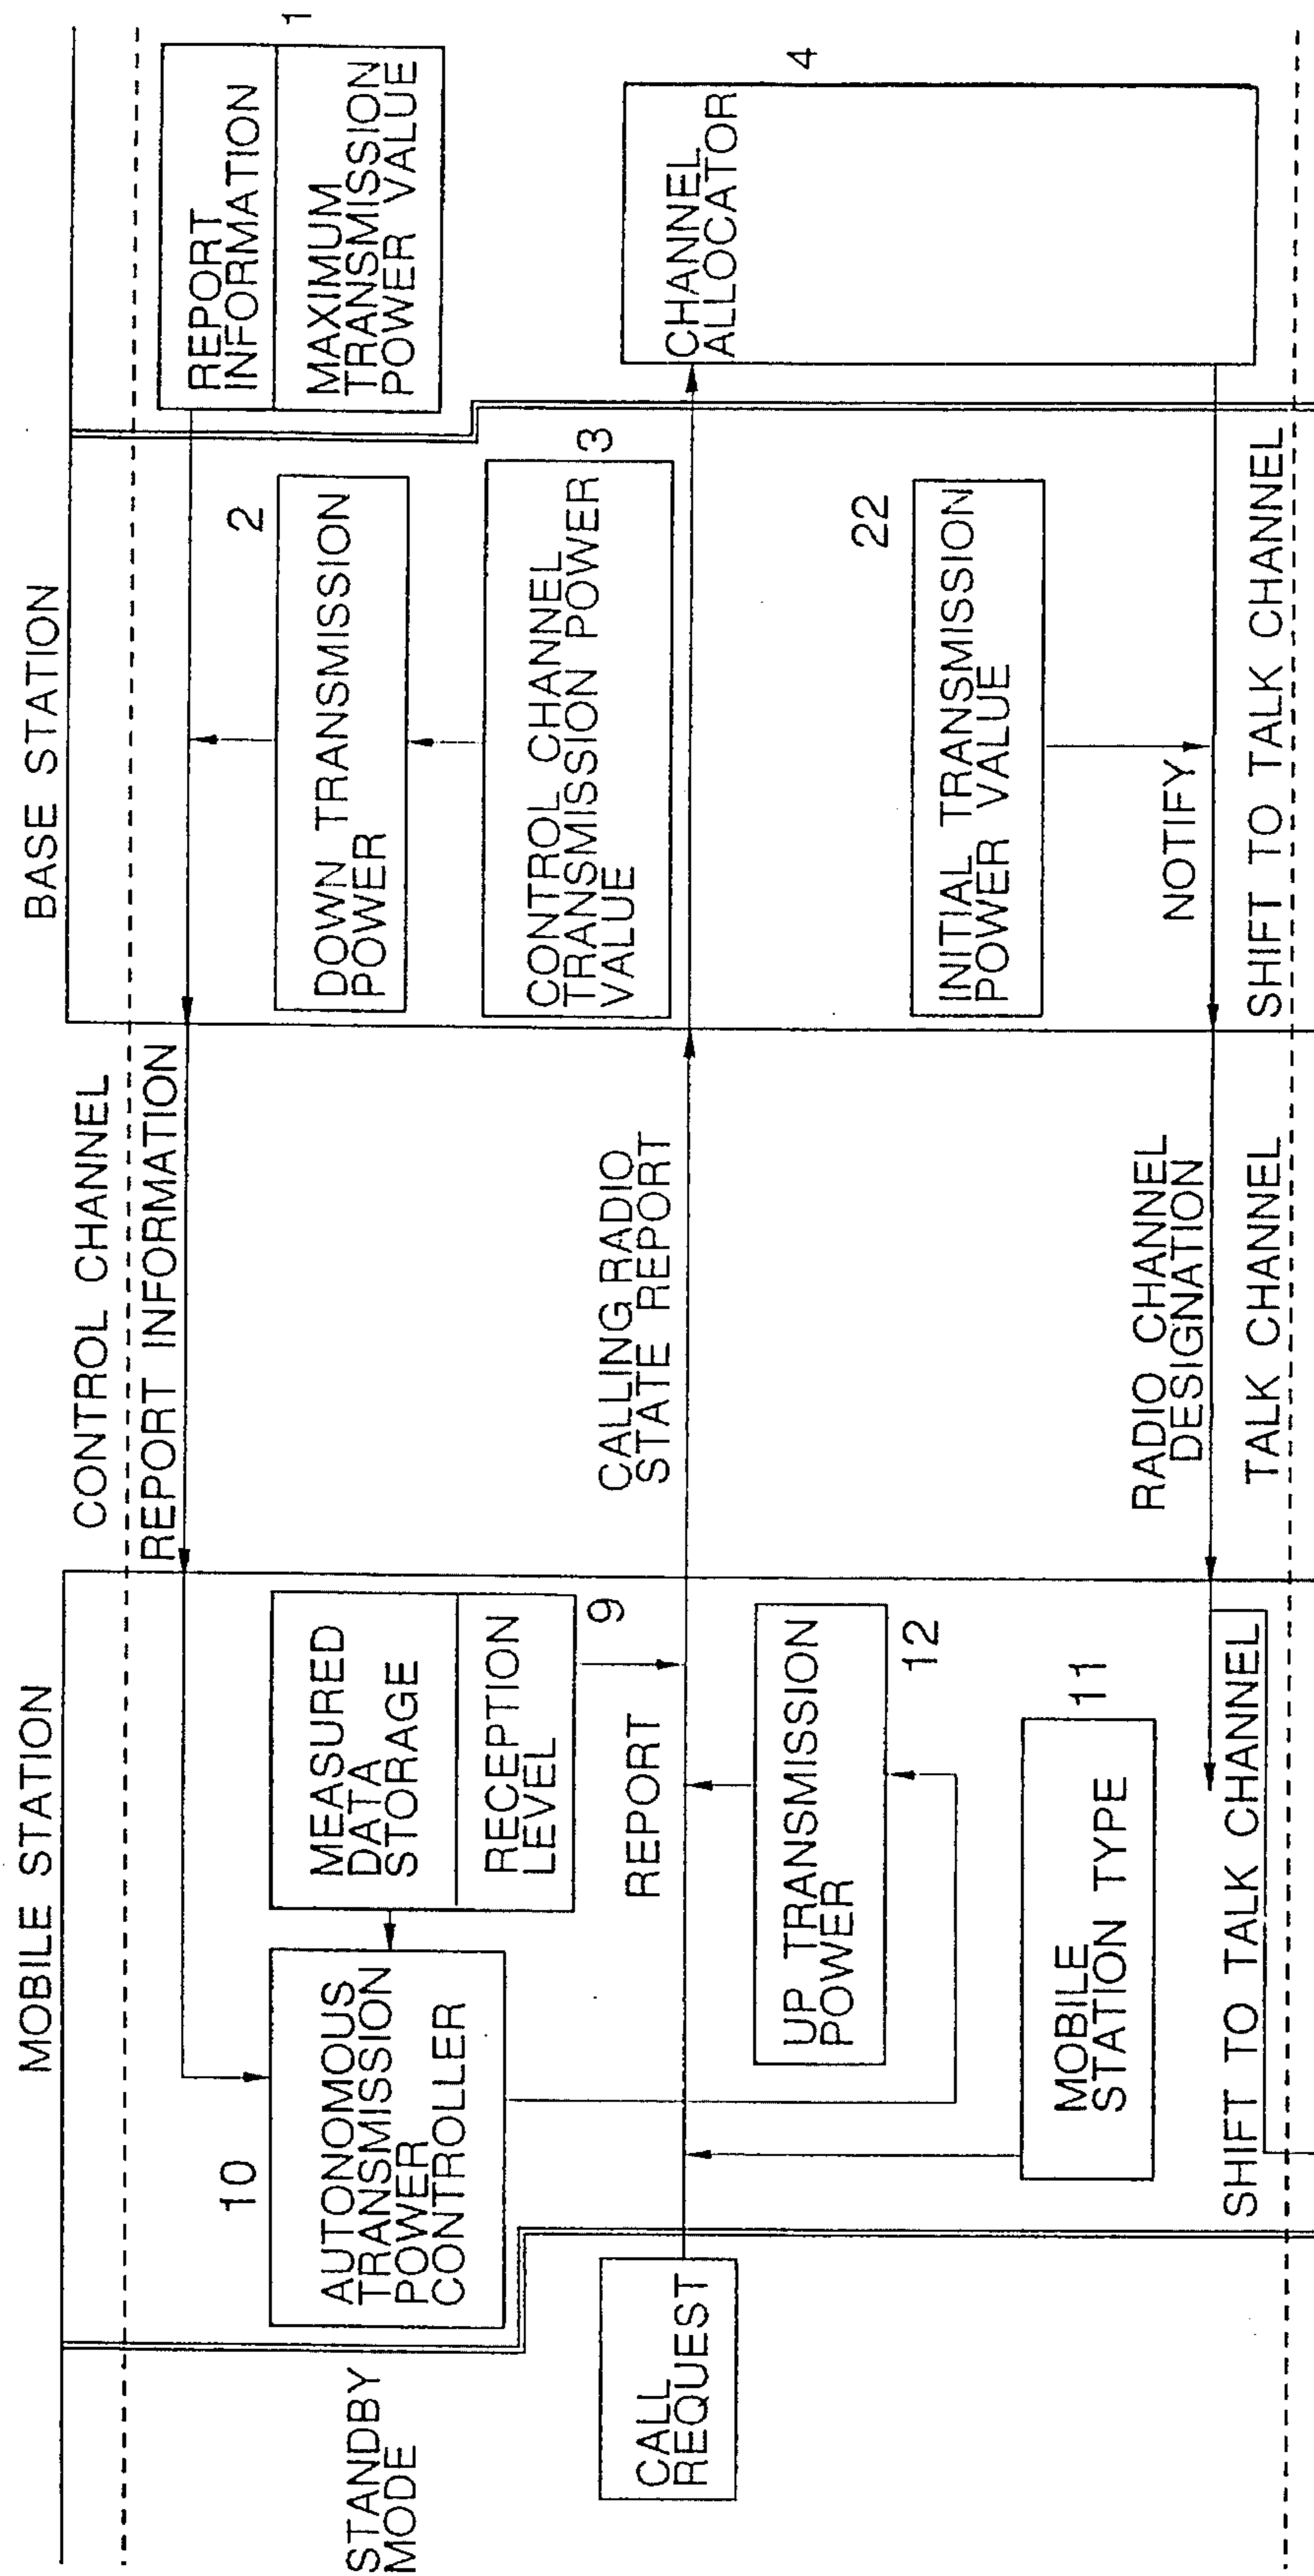 MOBILE STATION
BASE STATION
CONTROL CHANNEL
STANDBY
MODE
10
AUTONOMOUS
TRANSMISSION
POWER
CONTROLLER
MEASURED
DATA
STORAGE
RECEPTION
LEVEL
9
REPORT INFORMATION
2
DOWN TRANSMISSION
POWER
CONTROL CHANNEL
TRANSMISSION POWER
VALUE
3
REPORT
INFORMATION
MAXIMUM
TRANSMISSION
POWER VALUE
1
CALL
REQUEST
REPORT
CALLING RADIO
STATE REPORT
UP TRANSMISSION
POWER
12
MOBILE
STATION TYPE
11
CHANNEL
ALLOCATOR
4
22
INITIAL TRANSMISSION
POWER VALUE
NOTIFY
RADIO CHANNEL
DESIGNATION
SHIFT TO TALK CHANNEL
TALK CHANNEL
SHIFT TO TALK CHANNEL